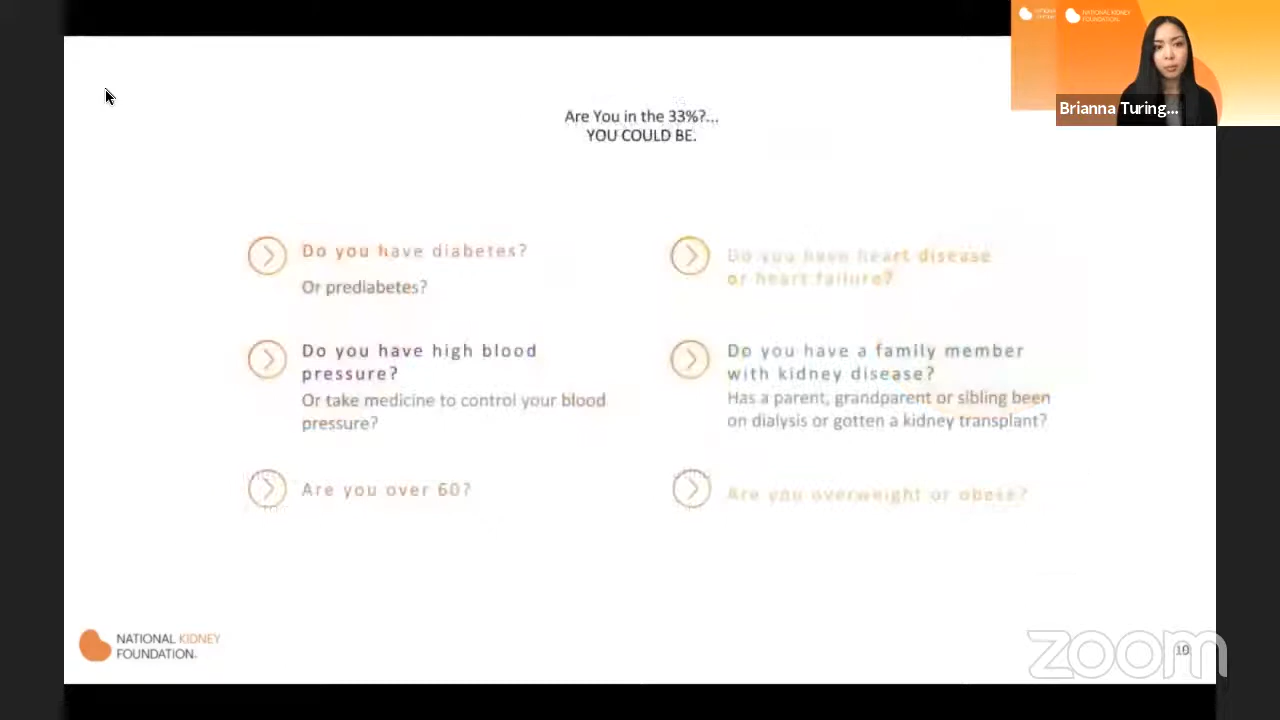 NATIONAL KIDNEY
FOUNDATION.
Brianna Turing...
Are You in the 33%?...
YOU COULD BE.
Do you have diabetes?
Or prediabetes?
Do you have high blood
pressure?
Or take medicine to control your blood
pressure?
Are you over 60?
Do you have heart disease
or heart failure?
Do you have a family member
with kidney disease?
Has a parent, grandparent or sibling been
on dialysis or gotten a kidney transplant?
Are you overweight or obese?
NATIONAL KIDNEY
FOUNDATION.
zoom
10